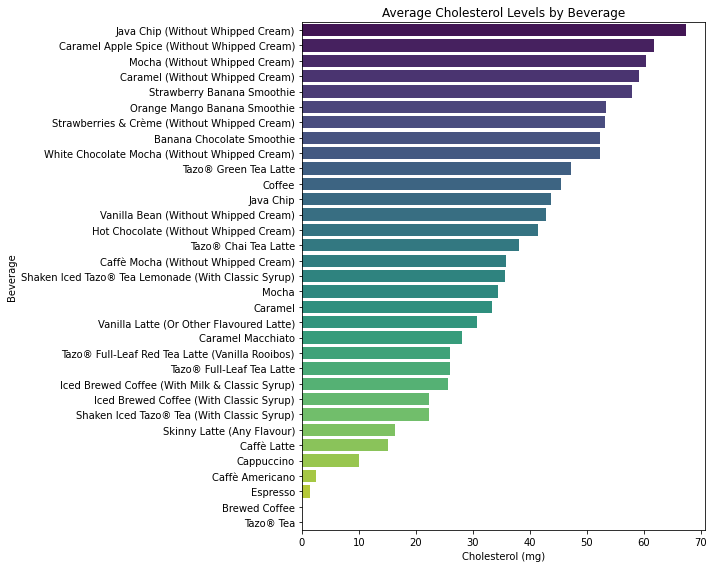 Average Cholesterol Levels by Beverage
Java Chip (Without Whipped Cream)
Caramel Apple Spice (Without Whipped Cream)
Mocha (Without Whipped Cream)
Caramel (Without Whipped Cream)
Strawberry Banana Smoothie
Orange Mango Banana Smoothie
Strawberries & Crème (Without Whipped Cream)
Banana Chocolate Smoothie
White Chocolate Mocha (Without Whipped Cream)
Tazo® Green Tea Latte
Coffee
Java Chip
Vanilla Bean (Without Whipped Cream)
Hot Chocolate (Without Whipped Cream)
Tazo® Chai Tea Latte
Caffè Mocha (Without Whipped Cream)
Shaken Iced Tazo® Tea Lemonade (With Classic Syrup)
Mocha
Caramel
Vanilla Latte (Or Other Flavoured Latte)
Caramel Macchiato
Tazo® Full-Leaf Red Tea Latte (Vanilla Rooibos)
Tazo® Full-Leaf Tea Latte
Iced Brewed Coffee (With Milk & Classic Syrup)
Iced Brewed Coffee (With Classic Syrup)
Shaken Iced Tazo® Tea (With Classic Syrup)
Skinny Latte (Any Flavour)
Caffè Latte
Cappuccino
Caffè Americano
Espresso
Brewed Coffee
Tazo® Tea
Beverage
0 10 20 30 40 50 60 70
Cholesterol (mg)